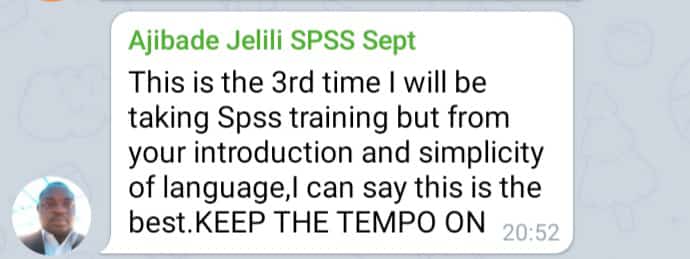 Ajibade Jelili SPSS Sept
This is the 3rd time I will be
taking Spss training but from
your introduction and simplicity
of language,I can say this is the
best.KEEP THE TEMPO ON 20:52